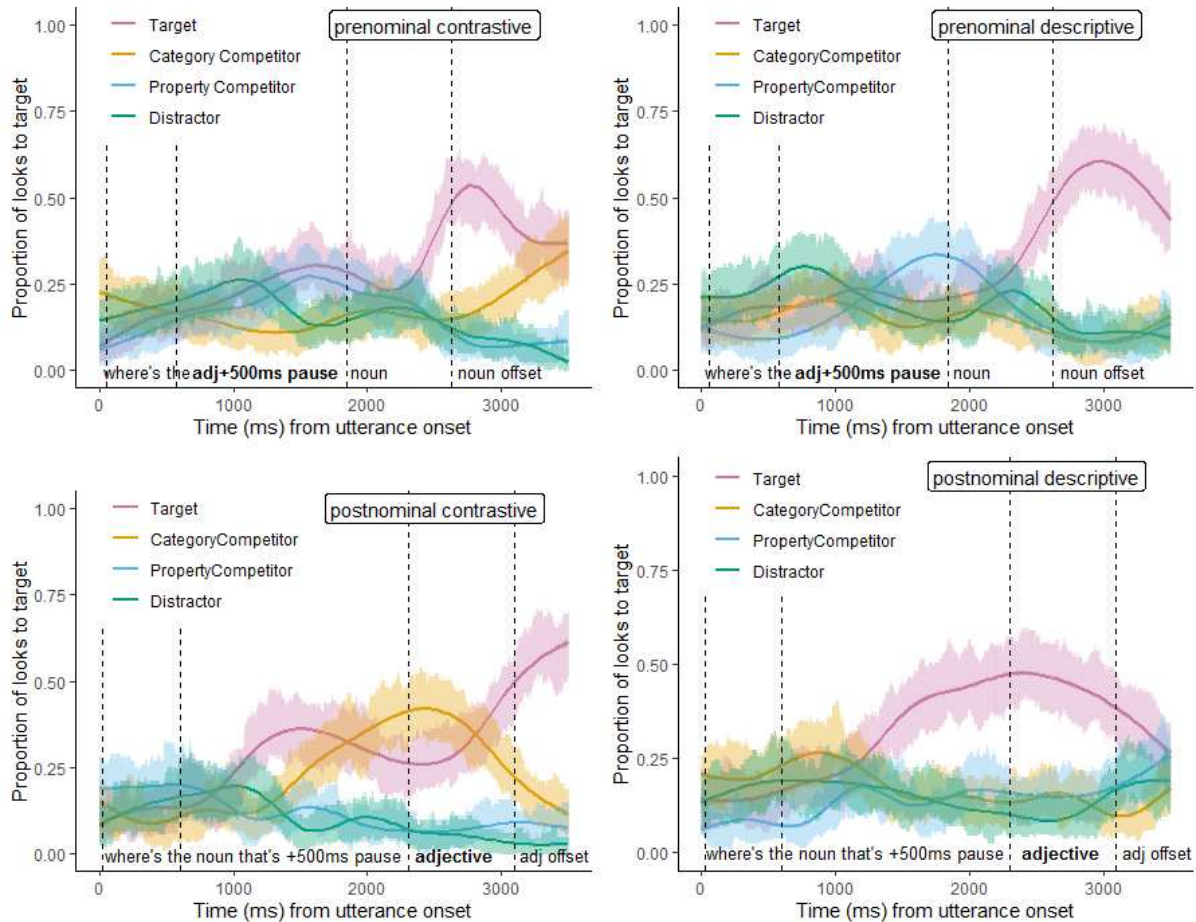 prenominal contrastive
1.00
0.75
0.50
0.25
0.00
Proportion of looks to target
Target
Category Competitor
Property Competitor
Distractor
where's the adj+500ms pause noun noun offset
0 1000 2000 3000
Time (ms) from utterance onset
prenominal descriptive
1.00
0.75
0.50
0.25
0.00
Proportion of looks to target
Target
CategoryCompetitor
PropertyCompetitor
Distractor
where's the adj+500ms pause noun noun offset
0 1000 2000 3000
Time (ms) from utterance onset
postnominal contrastive
1.00
0.75
0.50
0.25
0.00
Proportion of looks to target
Target
CategoryCompetitor
PropertyCompetitor
Distractor
where's the noun that's +500ms pause adjective adj offset
0 1000 2000 3000
Time (ms) from utterance onset
postnominal descriptive
1.00
0.75
0.50
0.25
0.00
Proportion of looks to target
Target
CategoryCompetitor
PropertyCompetitor
Distractor
where's the noun that's +500ms pause adjective adj offset
0 1000 2000 3000
Time (ms) from utterance onset